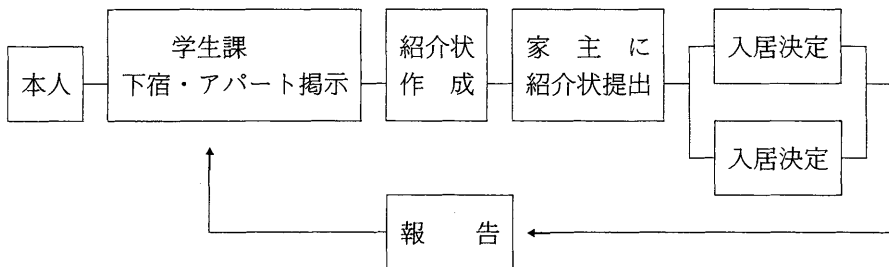 本人
学生課
下宿・アパート掲示
紹介状
作成
家主に
紹介状提出
入居決定
入居決定
報告